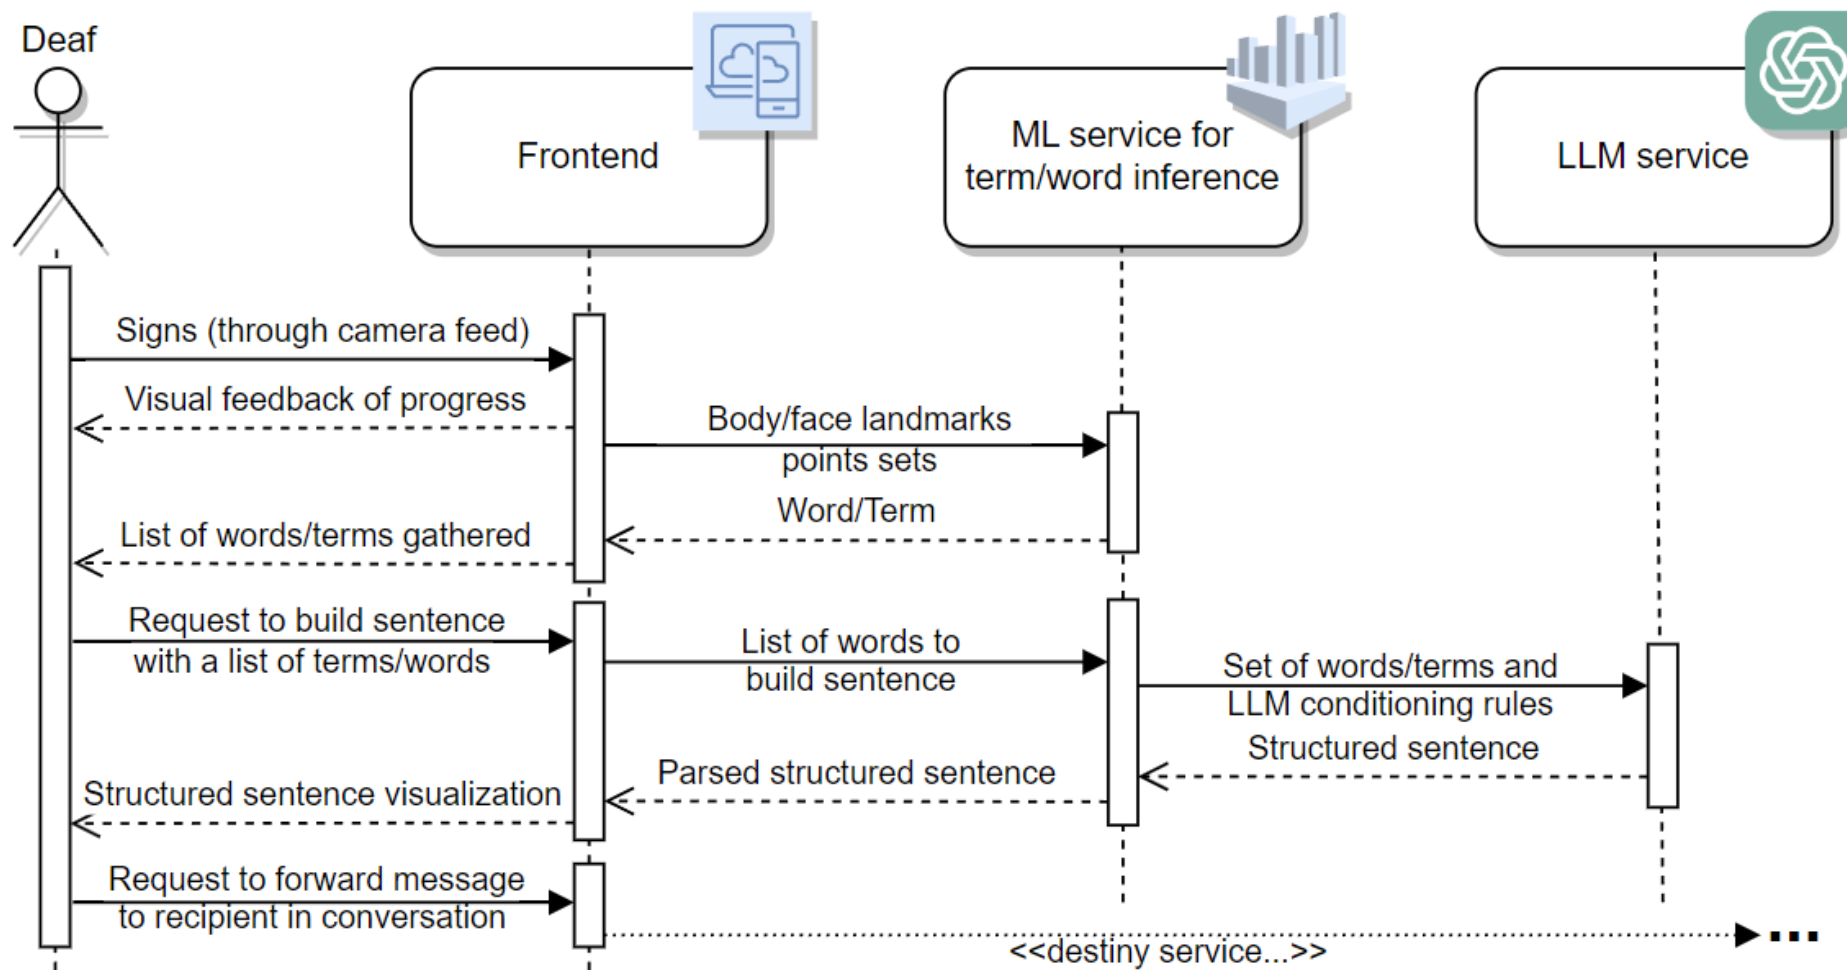 Deaf
Frontend
ML service for
term/word inference
LLM service
Signs (through camera feed)
Visual feedback of progress
Body/face landmarks
points sets
Word/Term
List of words/terms gathered
Request to build sentence
with a list of terms/words
List of words to
build sentence
Set of words/terms and
LLM conditioning rules
Structured sentence
Parsed structured sentence
Structured sentence visualization
Request to forward message
to recipient in conversation
<<destiny service...>>
...